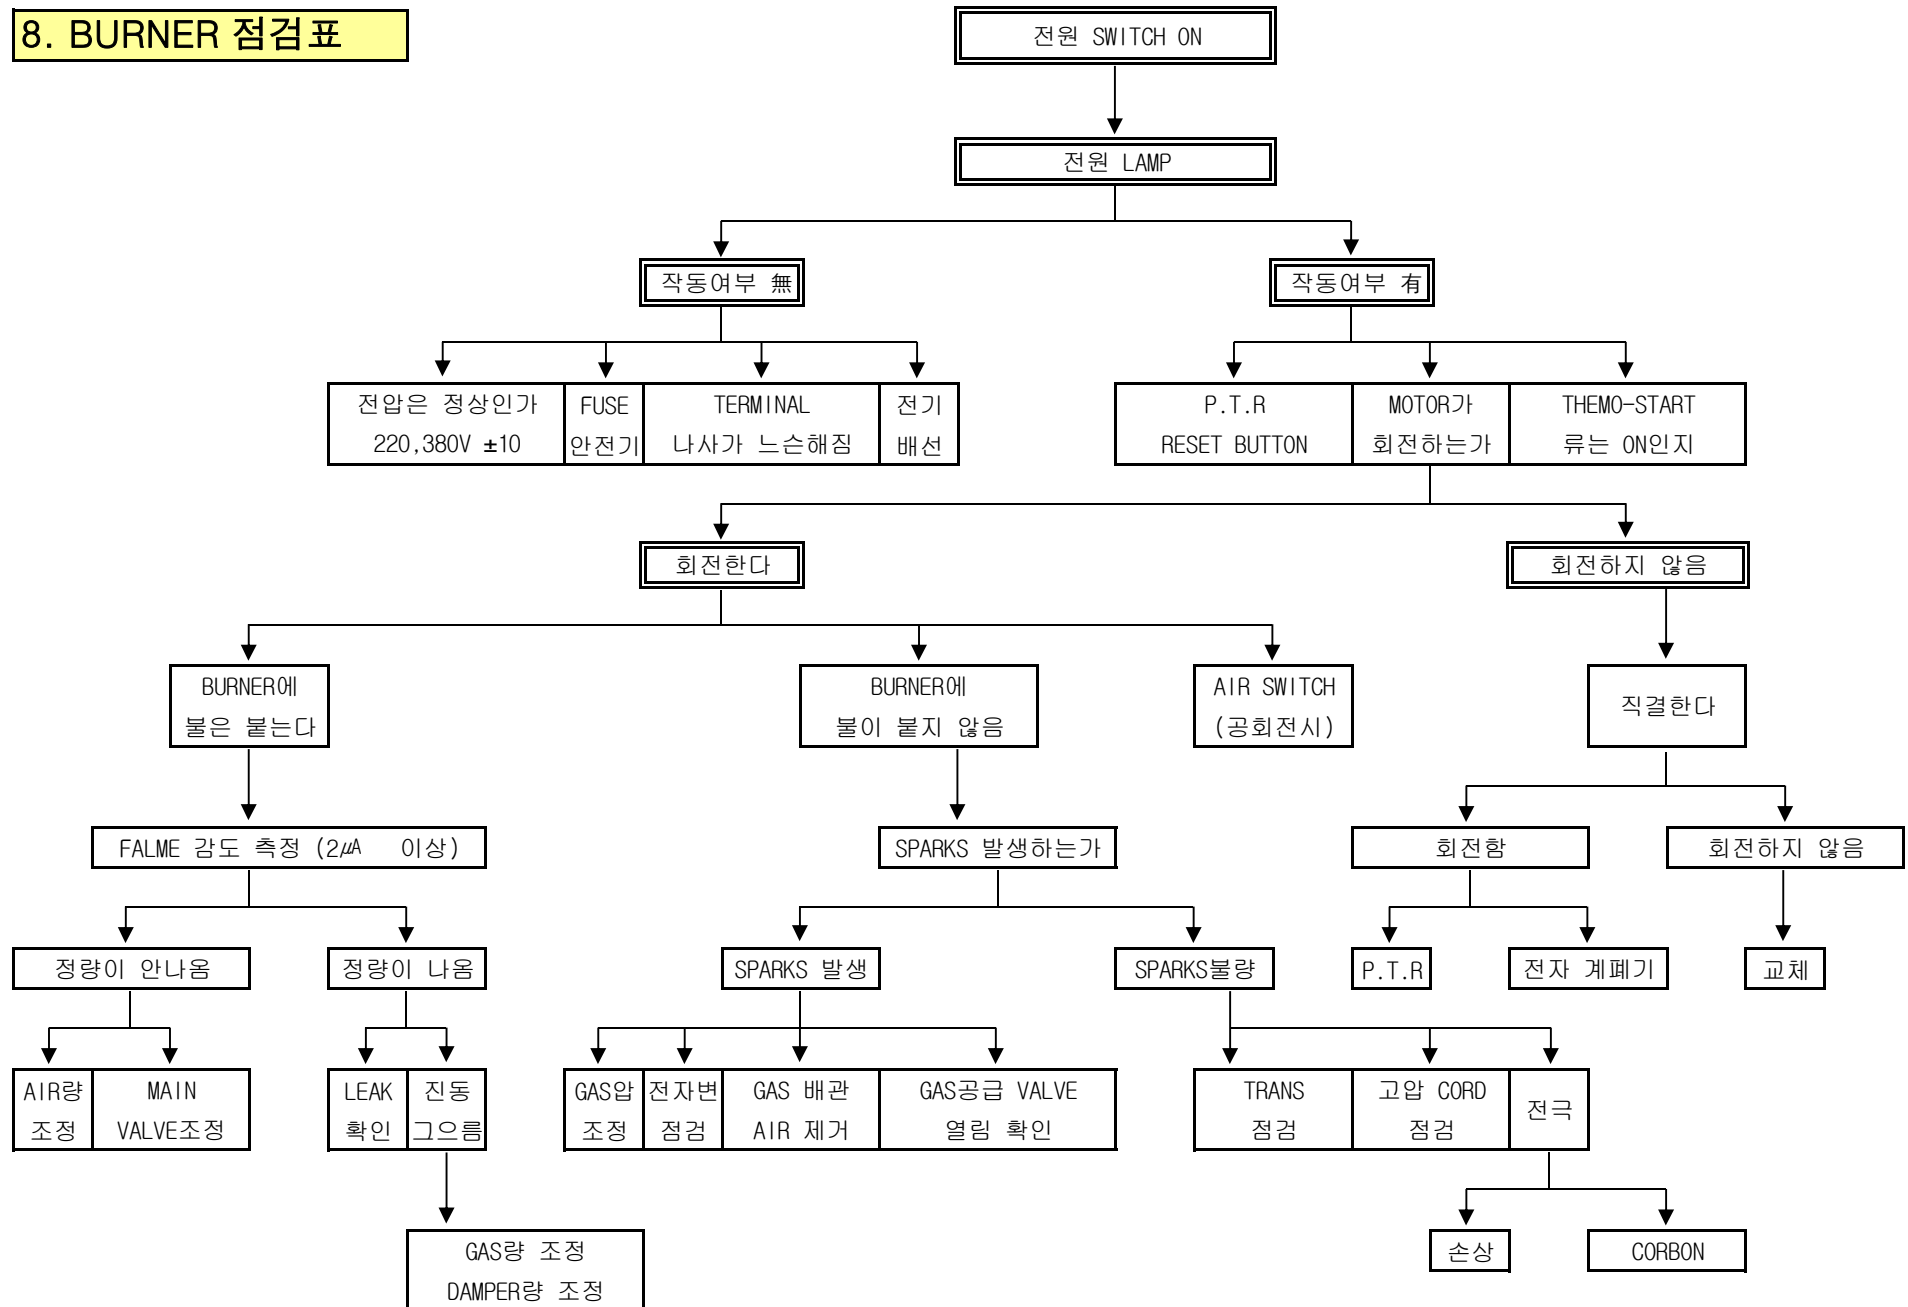 8. BURNER 점검표
전원 SWITCH ON
전원 LAMP
작동여부 無
작동여부 有
전압은 정상인가
220,380V ±10
FUSE
안전기
TERMINAL
나사가 느슨해짐
전기
배선
P.T.R
RESET BUTTON
MOTOR가
회전하는가
THEMO-START
류는 ON인지
회전한다
회전하지 않음
BURNER에
불은 붙는다
BURNER에
불이 붙지 않음
AIR SWITCH
(공회전시)
직결한다
FALME 감도 측정 (2㎂ 이상)
SPARKS 발생하는가
회전함
회전하지 않음
정량이 안나옴
정량이 나옴
SPARKS 발생
SPARKS불량
P.T.R
전자 계폐기
교체
AIR량
조정
MAIN
VALVE조정
LEAK
확인
진동
그으름
GAS압
조정
전자변
점검
GAS 배관
AIR 제거
GAS공급 VALVE
열림 확인
TRANS
점검
고압 CORD
점검
전극
GAS량 조정
DAMPER량 조정
손상
CORBON